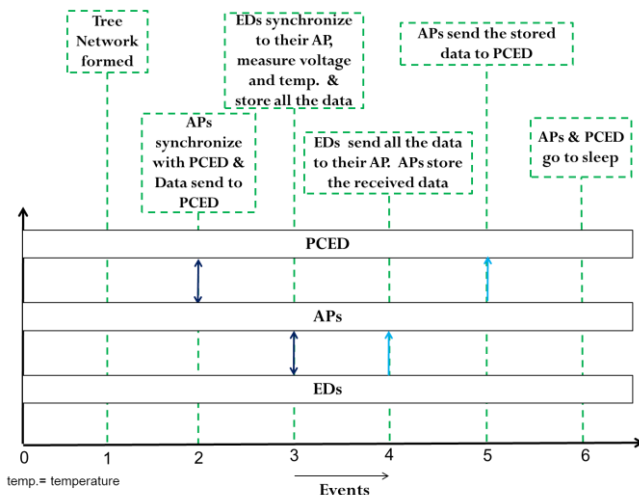 Tree
Network
formed
APs
synchronize
with PCED &
Data send to
PCED
EDs synchronize
to their AP,
measure voltage
and temp. &
store all the data
EDs send all the data
to their AP. APs store
the received data
APs send the stored
data to PCED
APs & PCED
go to sleep
PCED
APs
EDs
0 1 2 3 4 5 6
temp.= temperature
Events